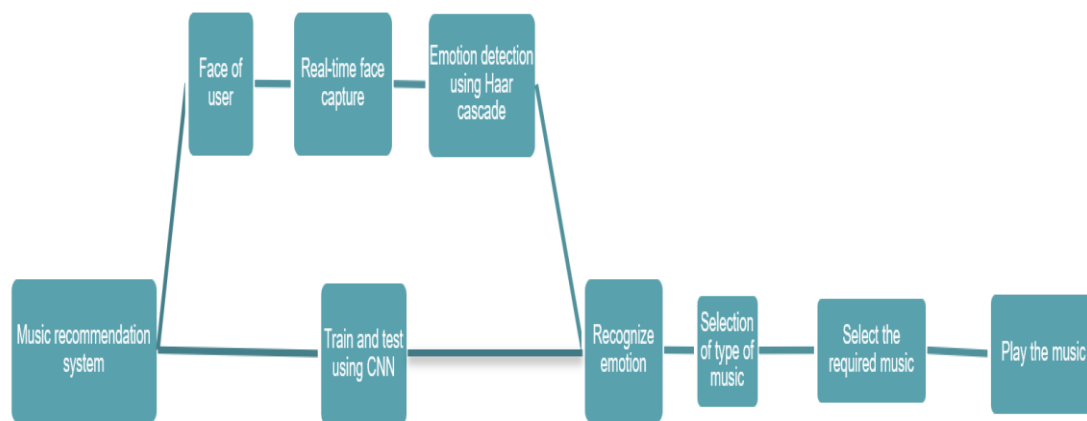 Face of
user
Real-time face
capture
Emotion detection
using Haar
cascade
Music recommendation
system
Train and test
using CNN
Recognize
emotion
Selection
of type of
music
Select the
required music
Play the music